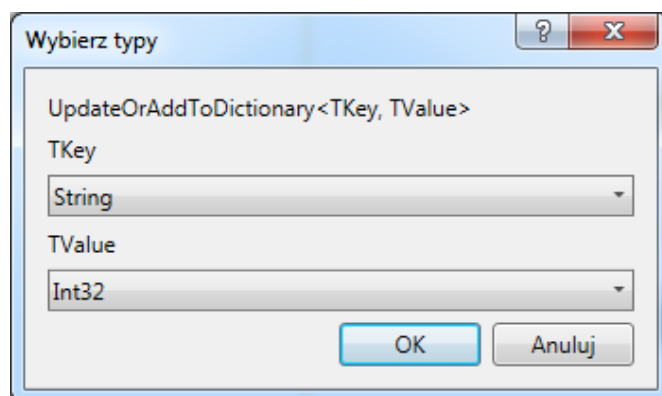 Wybierz typy
UpdateOrAddToDictionary<TKey, TValue>
TKey
String
TValue
Int32
OK Anuluj